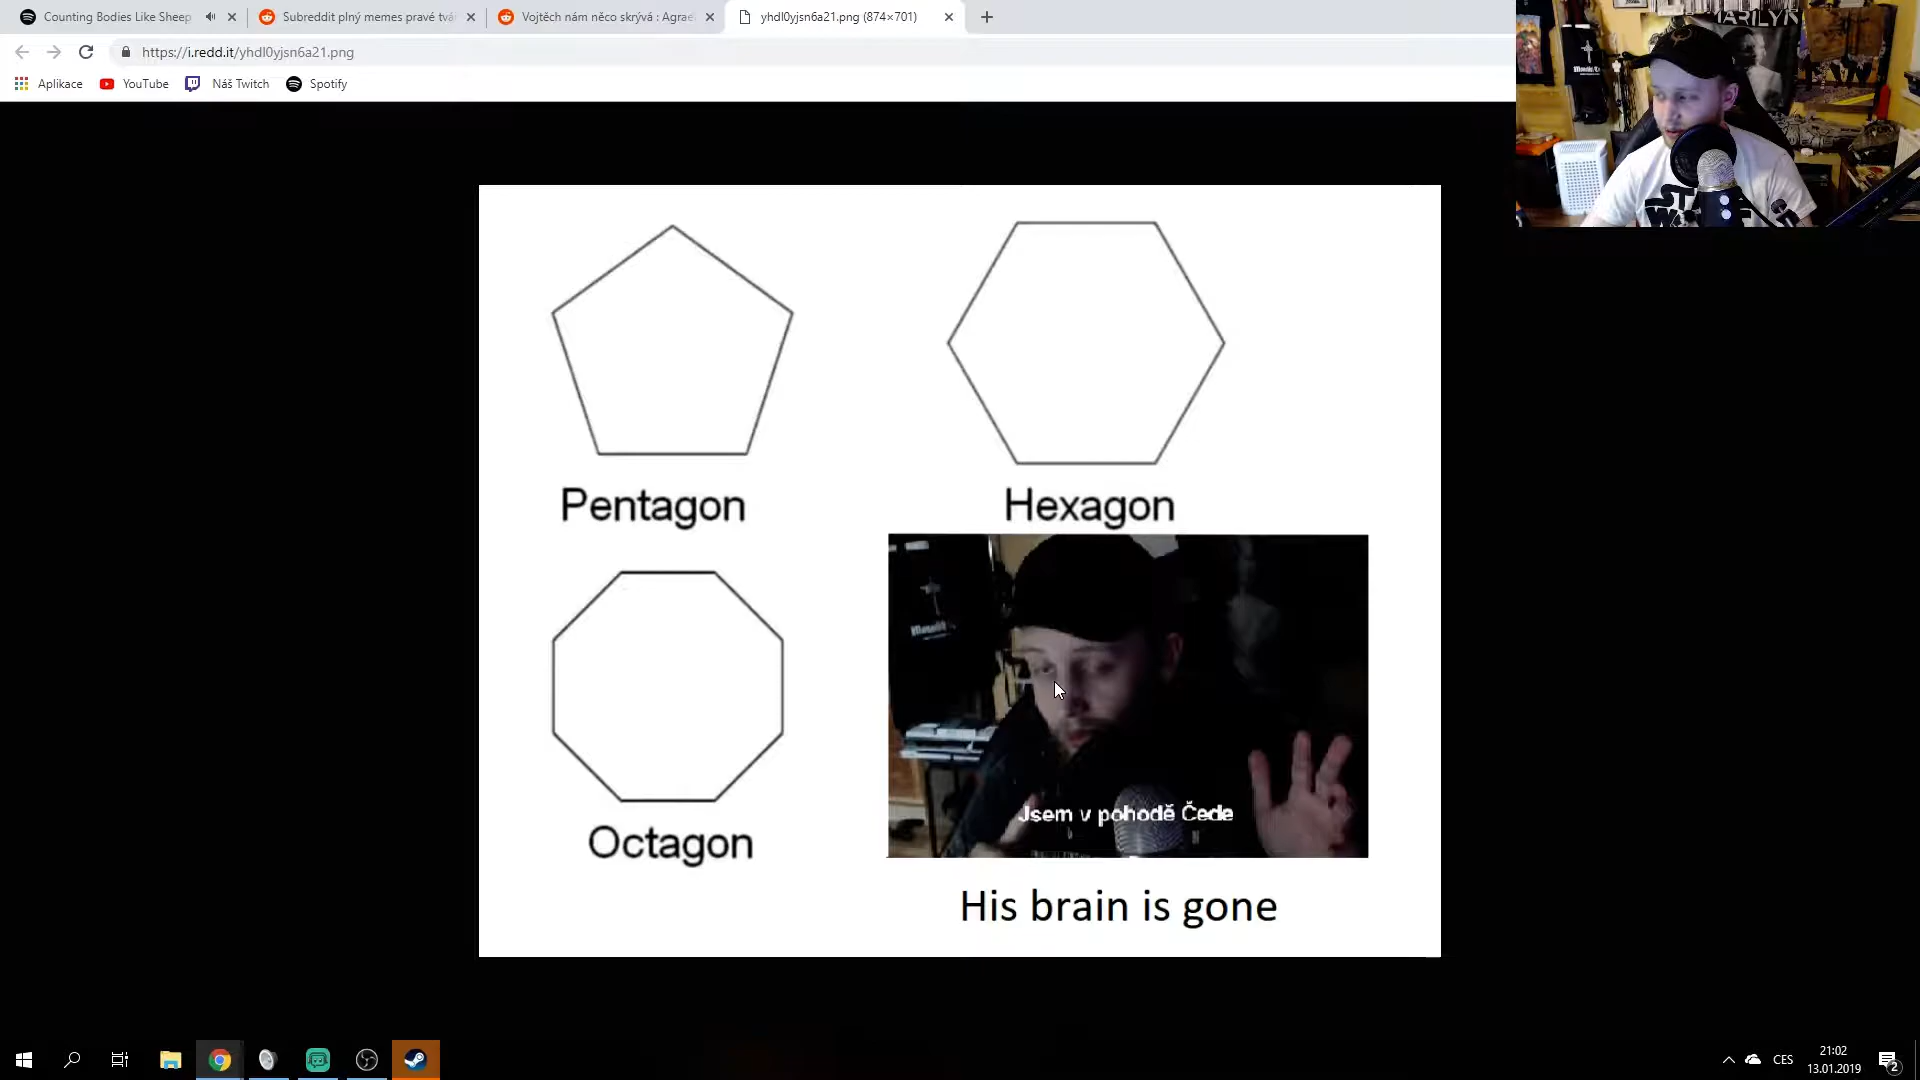 Counting Bodies Like Sheep
Subreddit plný memes pravé tvá
Vojtěch nám něco skrývá : Agrae
yhdl0yjsn6a21.png (874×701)
https://i.redd.it/yhdl0yjsn6a21.png
Aplikace
YouTube
Náš Twitch
Spotify
MARILYN
Pentagon
Hexagon
Octagon
Jsem v pohodě Čede
His brain is gone
CES
21:02
13.01.2019
2